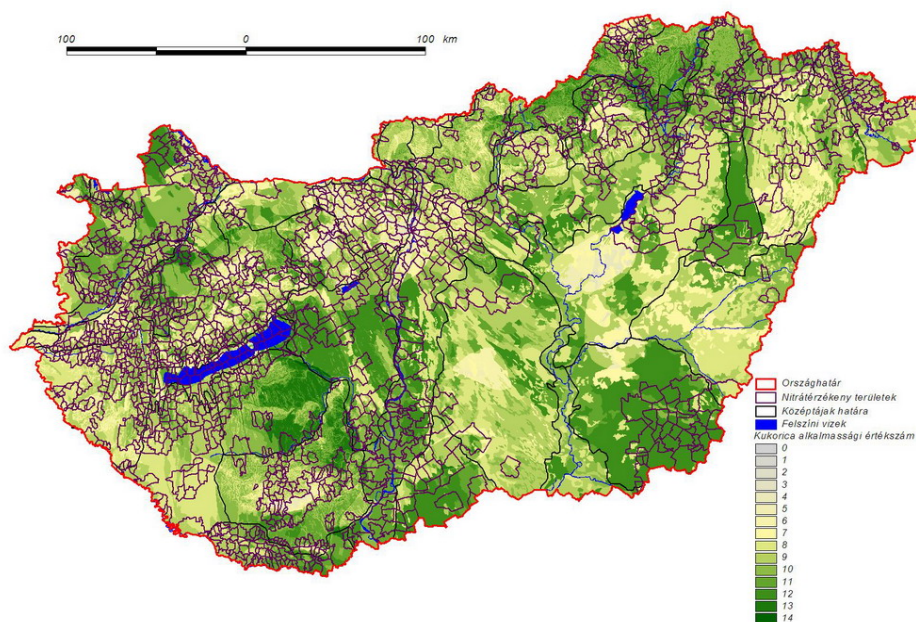 100 0 100 km
Országhatár
Nitrátérzékeny területek
Középtájak határa
Felszíni vizek
Kukorica alkalmassági értékszám
0
1
2
3
4
5
6
7
8
9
10
11
12
13
14